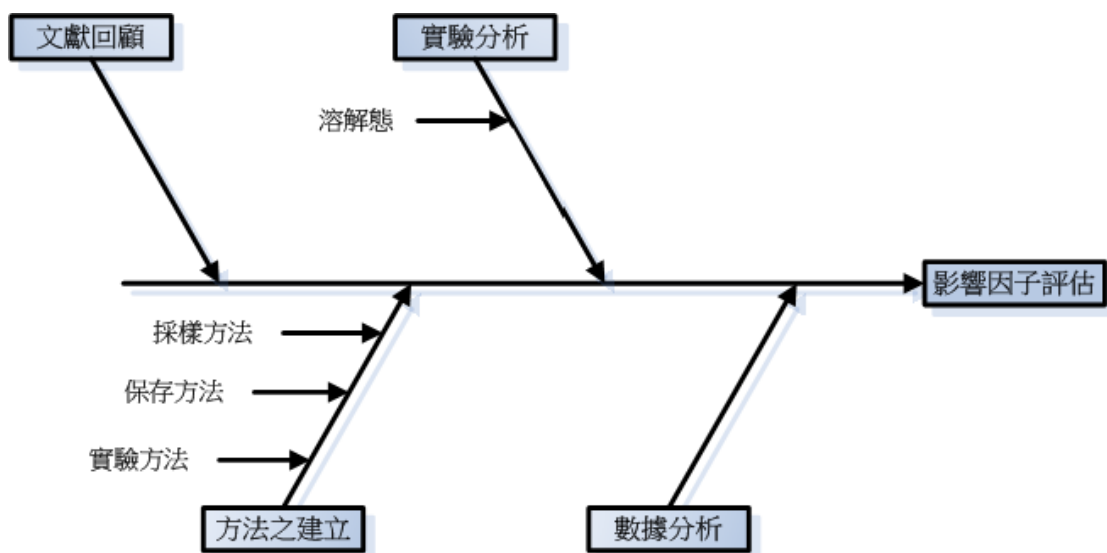 文獻回顧
實驗分析
溶解態
影響因子評估
採樣方法
保存方法
實驗方法
方法之建立
數據分析